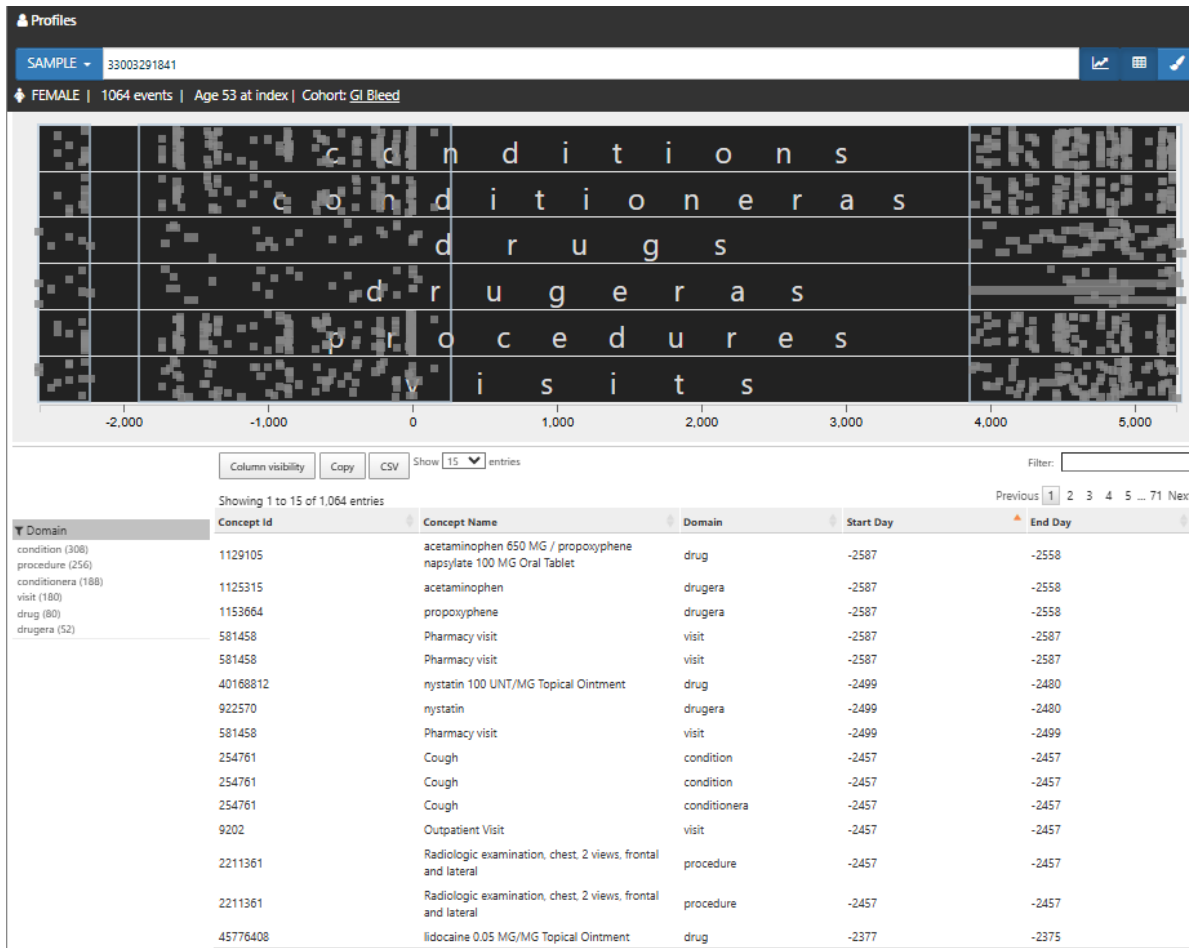 Profiles
SAMPLE 33003291841
FEMALE | 1064 events | Age 53 at index | Cohort: GI Bleed
conditions
conditioneras
drugs
drugeras
procedures
visits
-2,000 -1,000 0 1,000 2,000 3,000 4,000 5,000
Column visibility Copy CSV Show 15 entries Filter:
Showing 1 to 15 of 1,064 entries Previous 1 2 3 4 5 ... 71 Nex
Domain
condition (308)
procedure (256)
conditionera (188)
visit (180)
drug (80)
drugera (52)
Concept Id Concept Name Domain Start Day End Day
1129105 acetaminophen 650 MG / propoxyphene napsylate 100 MG Oral Tablet drug -2587 -2558
1125315 acetaminophen drugera -2587 -2558
1153664 propoxyphene drugera -2587 -2558
581458 Pharmacy visit visit -2587 -2587
581458 Pharmacy visit visit -2587 -2587
40168812 nystatin 100 UNT/MG Topical Ointment drug -2499 -2480
922570 nystatin drugera -2499 -2480
581458 Pharmacy visit visit -2499 -2499
254761 Cough condition -2457 -2457
254761 Cough condition -2457 -2457
254761 Cough conditionera -2457 -2457
9202 Outpatient Visit visit -2457 -2457
2211361 Radiologic examination, chest, 2 views, frontal and lateral procedure -2457 -2457
2211361 Radiologic examination, chest, 2 views, frontal and lateral procedure -2457 -2457
45776408 lidocaine 0.05 MG/MG Topical Ointment drug -2377 -2375